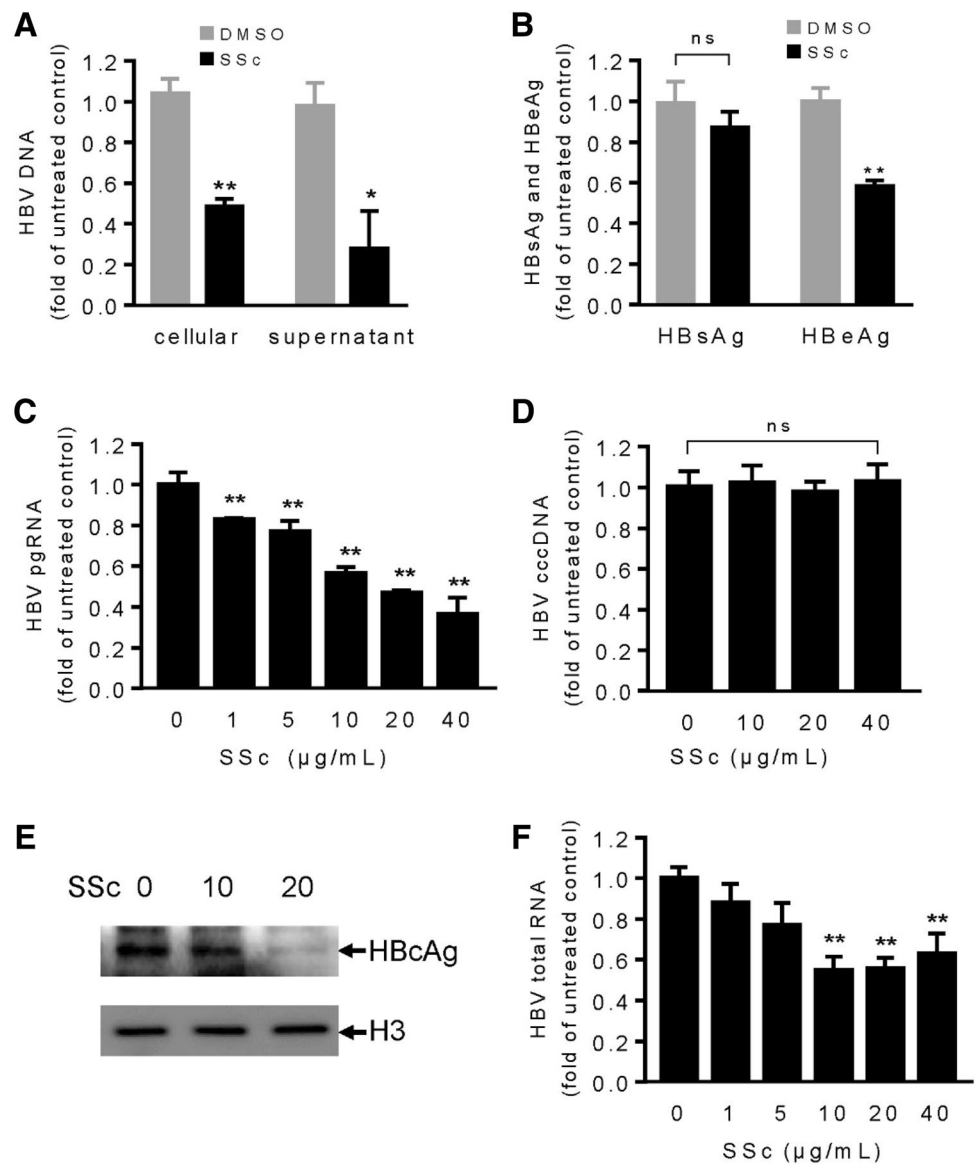 A
DMSO
SSc
HBV DNA
(fold of untreated control)
1.2
1.0
0.8
0.6
0.4
0.2
0.0
**
*
cellular supernatant
B
DMSO
SSc
ns
HBsAg and HBeAg
(fold of untreated control)
1.2
1.0
0.8
0.6
0.4
0.2
0.0
**
HBsAg HBeAg
C
HBV pgRNA
(fold of untreated control)
1.2
1.0
0.8
0.6
0.4
0.2
0.0
** ** ** ** **
0 1 5 10 20 40
SSc (µg/mL)
D
ns
HBV cccDNA
(fold of untreated control)
1.2
1.0
0.8
0.6
0.4
0.2
0.0
0 10 20 40
SSc (µg/mL)
E
SSc 0 10 20
HBcAg
H3
F
HBV total RNA
(fold of untreated control)
1.2
1.0
0.8
0.6
0.4
0.2
0.0
** ** **
0 1 5 10 20 40
SSc (µg/mL)